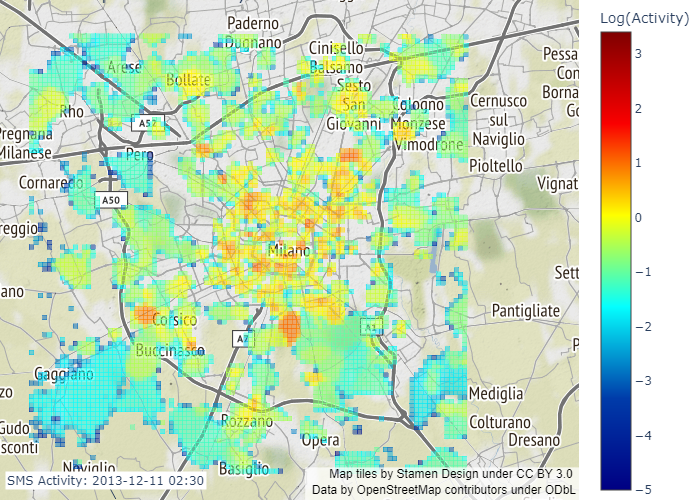 Log(Activity)
3
2
1
0
−1
−2
−3
−4
−5
Paderno
Dugnano
Cinisello
Balsamo
Pessa
Con
Arese
Bollate
Sesto
San
Giovanni
Borna
Go
Rho
Cologno
Monzese
Cernusco
sul
Naviglio
A52
Pregnana
Milanese
Pero
Vimodrone
Pioltello
Cornaredo
A50
Vignat
reggio
Milano
Sett
ano
Pantigliate
Corsico
A1
A7
P
Buccinasco
Gaggiano
zo
Mediglia
Gudo
sconti
Rozzano
Colturano
Opera
Dresano
Noviglio
Basiglio
SMS Activity: 2013-12-11 02:30
Map tiles by Stamen Design under CC BY 3.0
Data by OpenStreetMap contributors under ODbL